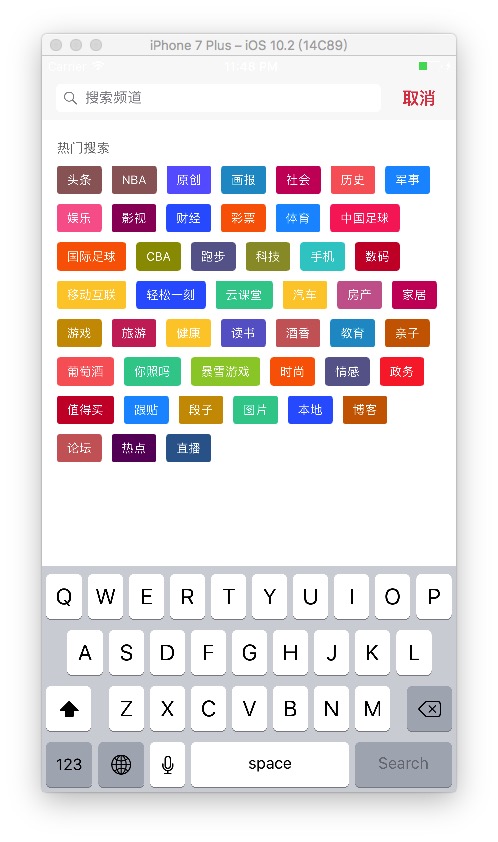 iPhone 7 Plus – iOS 10.2 (14C89)
Carrier 11:48 PM
搜索频道 取消
热门搜索
头条 NBA 原创 画报 社会 历史 军事
娱乐 影视 财经 彩票 体育 中国足球
国际足球 CBA 跑步 科技 手机 数码
移动互联 轻松一刻 云课堂 汽车 房产 家居
游戏 旅游 健康 读书 酒香 教育 亲子
葡萄酒 你照吗 暴雪游戏 时尚 情感 政务
值得买 跟贴 段子 图片 本地 博客
论坛 热点 直播
Q W E R T Y U I O P
A S D F G H J K L
Z X C V B N M
123 space Search